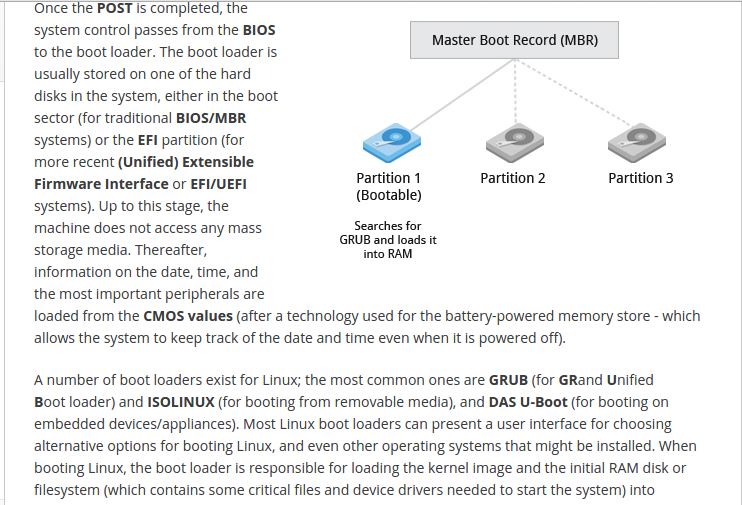 Once the POST is completed, the
system control passes from the BIOS
to the boot loader. The boot loader is
usually stored on one of the hard
disks in the system, either in the boot
sector (for traditional BIOS/MBR
systems) or the EFI partition (for
more recent (Unified) Extensible
Firmware Interface or EFI/UEFI
systems). Up to this stage, the
machine does not access any mass
storage media. Thereafter,
information on the date, time, and
the most important peripherals are
loaded from the CMOS values (after a technology used for the battery-powered memory store - which
allows the system to keep track of the date and time even when it is powered off).
Master Boot Record (MBR)
Partition 1
(Bootable)
Searches for
GRUB and loads it
into RAM
Partition 2
Partition 3
A number of boot loaders exist for Linux; the most common ones are GRUB (for GRand Unified
Boot loader) and ISOLINUX (for booting from removable media), and DAS U-Boot (for booting on
embedded devices/appliances). Most Linux boot loaders can present a user interface for choosing
alternative options for booting Linux, and even other operating systems that might be installed. When
booting Linux, the boot loader is responsible for loading the kernel image and the initial RAM disk or
filesystem (which contains some critical files and device drivers needed to start the system) into